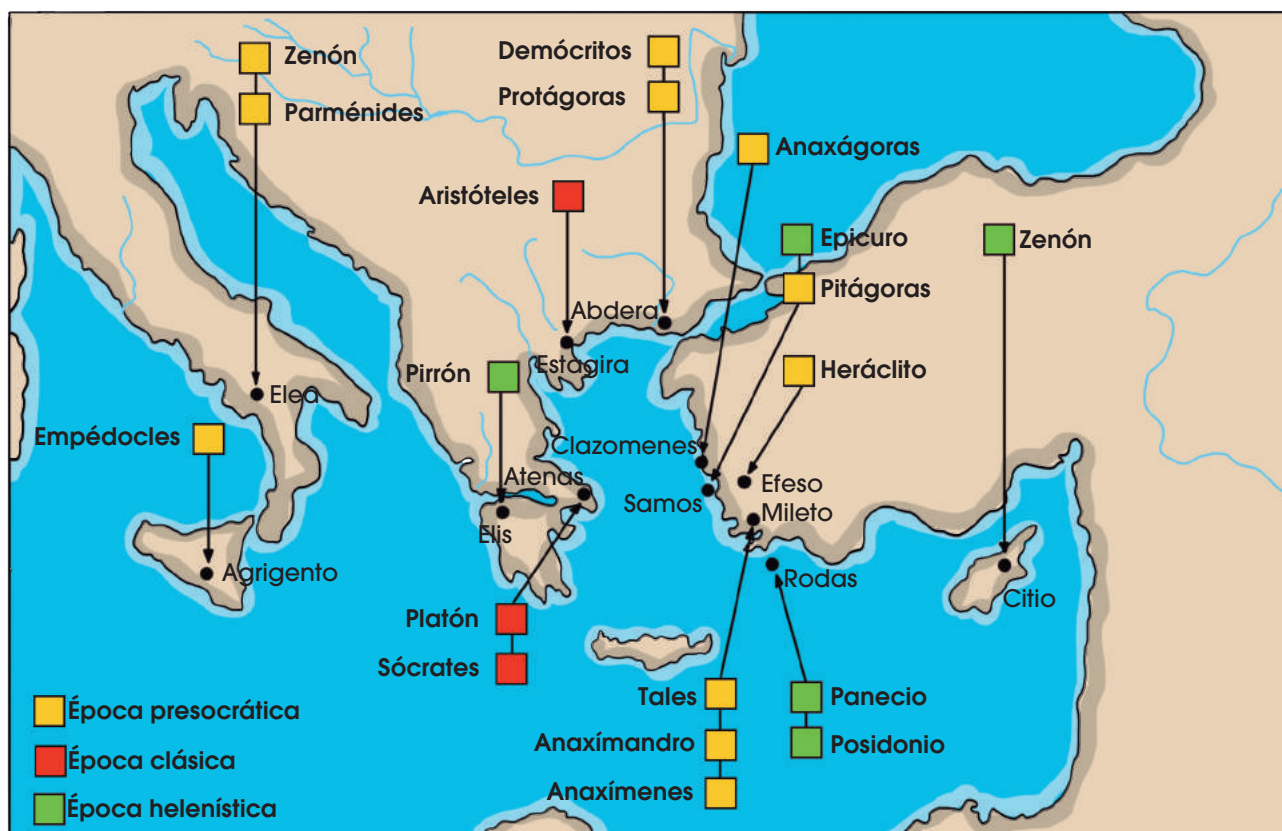 Zenón
Parménides
Demócritos
Protágoras
Anaxágoras
Aristóteles
Epicuro
Pitágoras
Zenón
Abdera
Estagira
Pirrón
Heráclito
Elea
Empédocles
Clazomenes
Atenas
Samos
Efeso
Mileto
Elis
Agrigento
Rodas
Citio
Platón
Sócrates
Tales
Anaxímandro
Anaxímenes
Panecio
Posidonio
Época presocrática
Época clásica
Época helenística